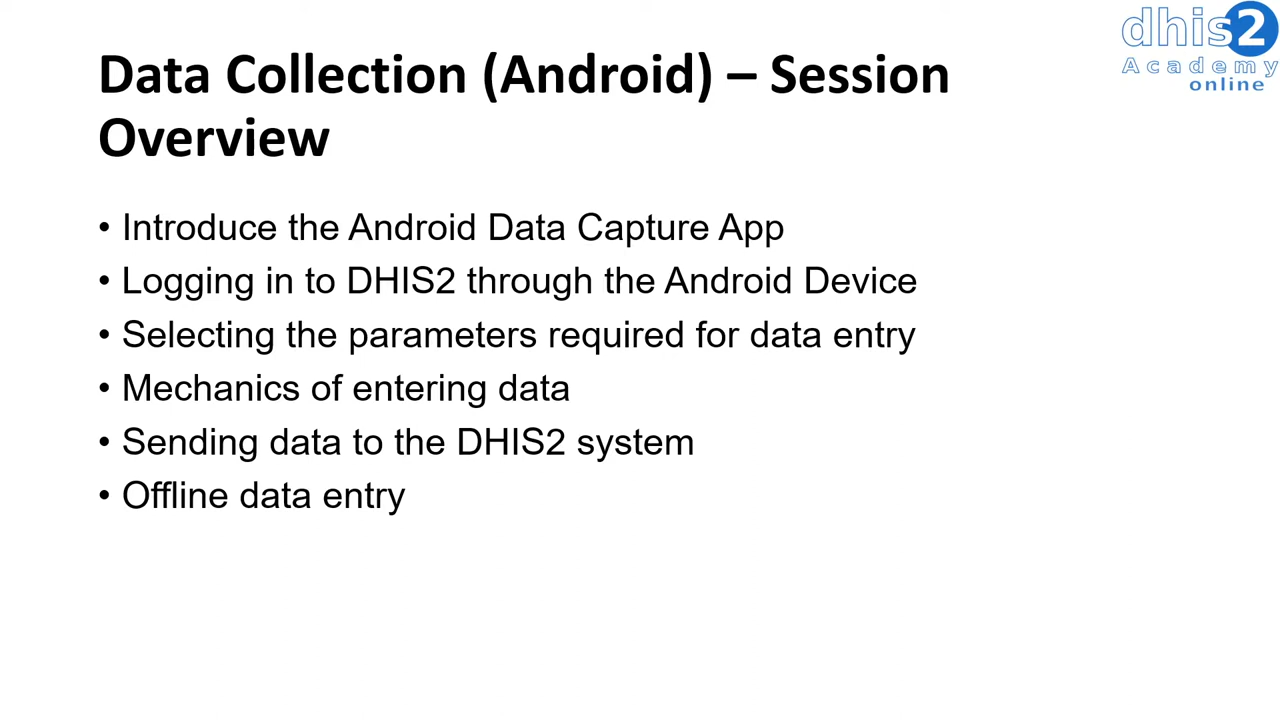 dhis2
Academy
online
Data Collection (Android) – Session
Overview
• Introduce the Android Data Capture App
• Logging in to DHIS2 through the Android Device
• Selecting the parameters required for data entry
• Mechanics of entering data
• Sending data to the DHIS2 system
• Offline data entry